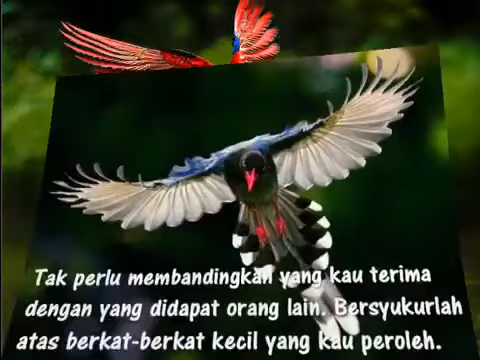 Tak perlu membandingkan yang kau terima
dengan yang didapat orang lain. Bersyukurlah
atas berkat-berkat kecil yang kau peroleh.